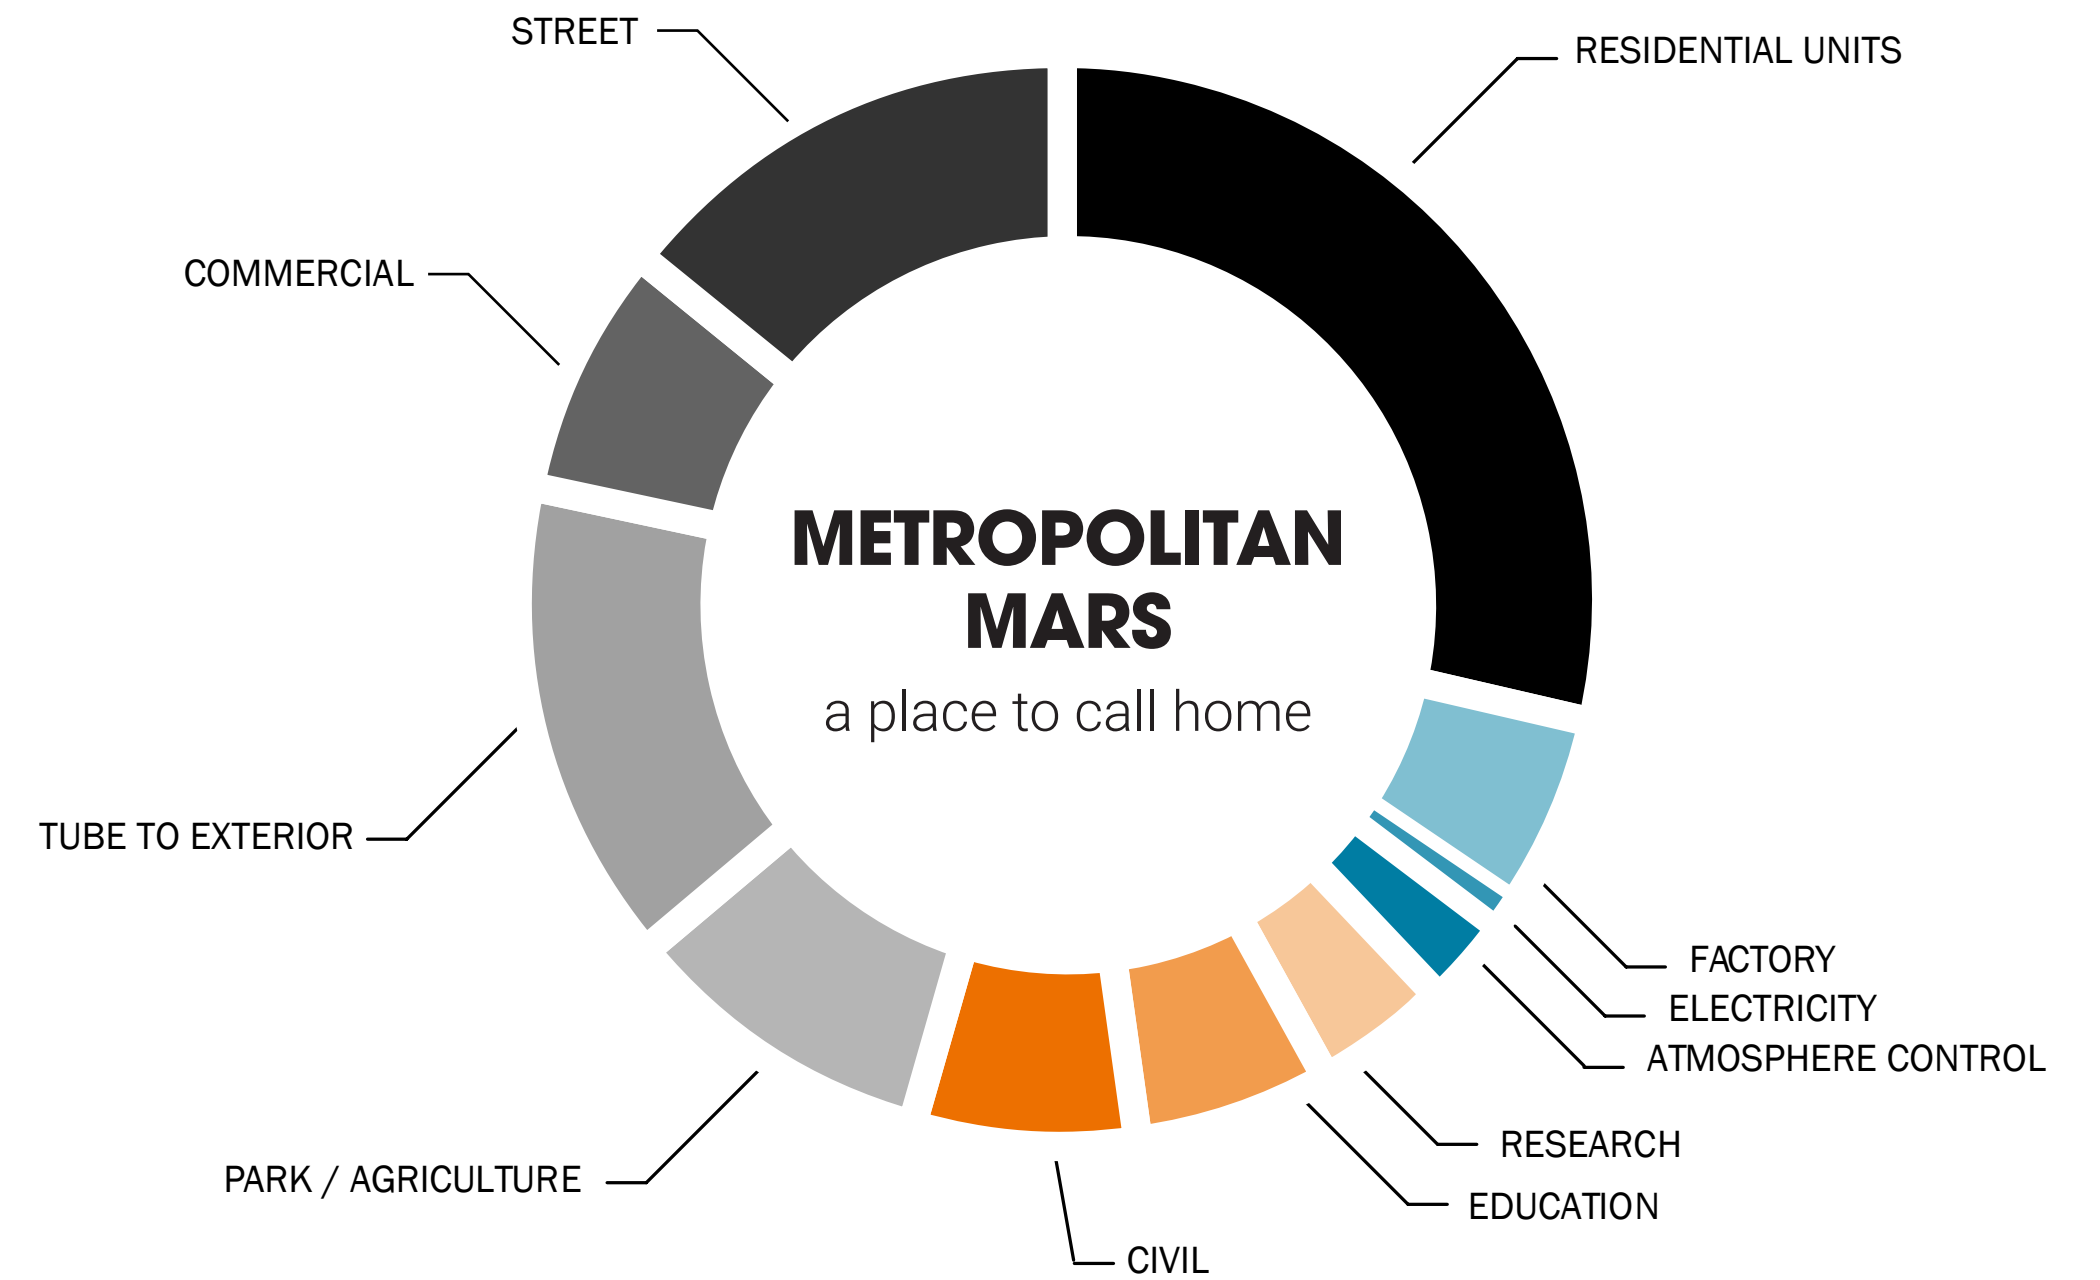 STREET
RESIDENTIAL UNITS
COMMERCIAL
METROPOLITAN
MARS
a place to call home
TUBE TO EXTERIOR
FACTORY
ELECTRICITY
ATMOSPHERE CONTROL
RESEARCH
PARK / AGRICULTURE
EDUCATION
CIVIL